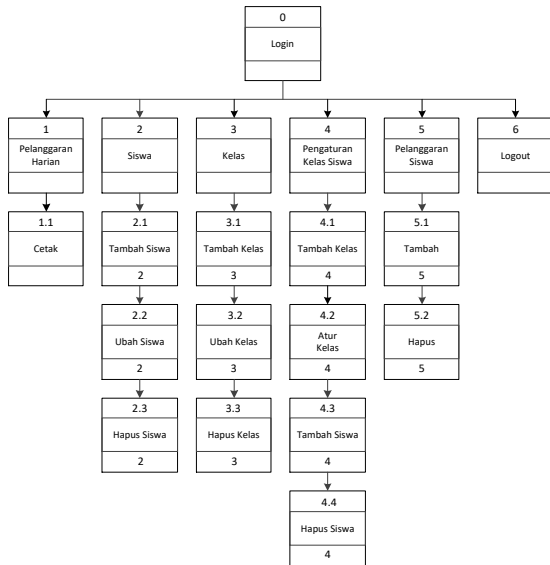 0
Login
1
Pelanggaran
Harian
2
Siswa
3
Kelas
4
Pengaturan
Kelas Siswa
5
Pelanggaran
Siswa
6
Logout
1.1
Cetak
2.1
Tambah Siswa
2
3.1
Tambah Kelas
3
4.1
Tambah Kelas
4
5.1
Tambah
5
2.2
Ubah Siswa
2
3.2
Ubah Kelas
3
4.2
Atur
Kelas
4
5.2
Hapus
5
2.3
Hapus Siswa
2
3.3
Hapus Kelas
3
4.3
Tambah Siswa
4
4.4
Hapus Siswa
4